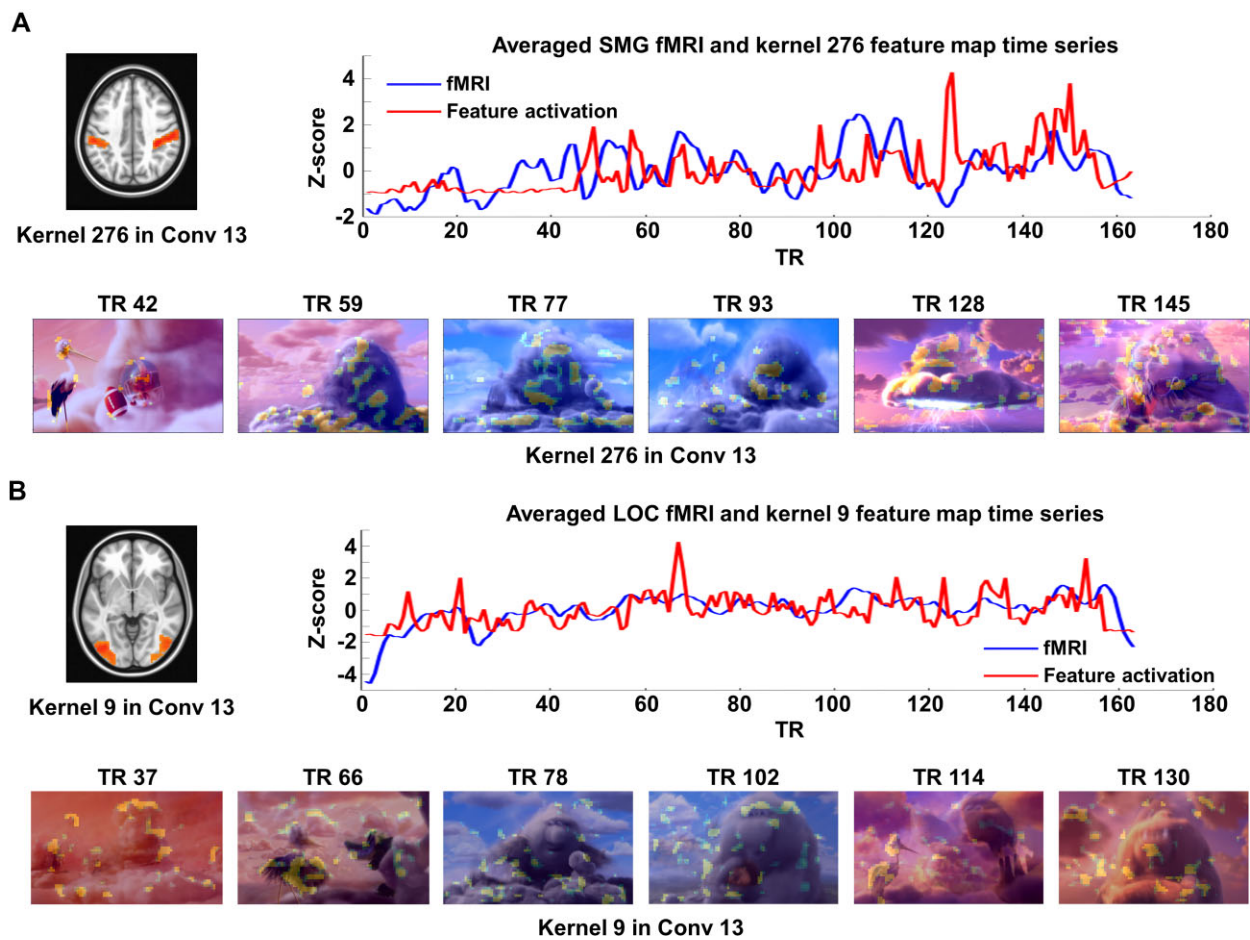 A
Averaged SMG fMRI and kernel 276 feature map time series
fMRI
Feature activation
Z-score
4
2
0
-2
0 20 40 60 80 100 120 140 160 180
TR
Kernel 276 in Conv 13
TR 42 TR 59 TR 77 TR 93 TR 128 TR 145
Kernel 276 in Conv 13
B
Averaged LOC fMRI and kernel 9 feature map time series
Z-score
4
2
0
-2
-4
fMRI
Feature activation
0 20 40 60 80 100 120 140 160 180
TR
Kernel 9 in Conv 13
TR 37 TR 66 TR 78 TR 102 TR 114 TR 130
Kernel 9 in Conv 13